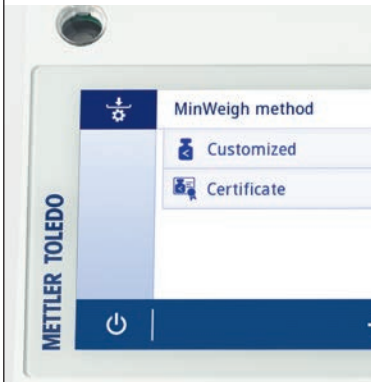 MinWeigh method
Customized
Certificate
METTLER TOLEDO